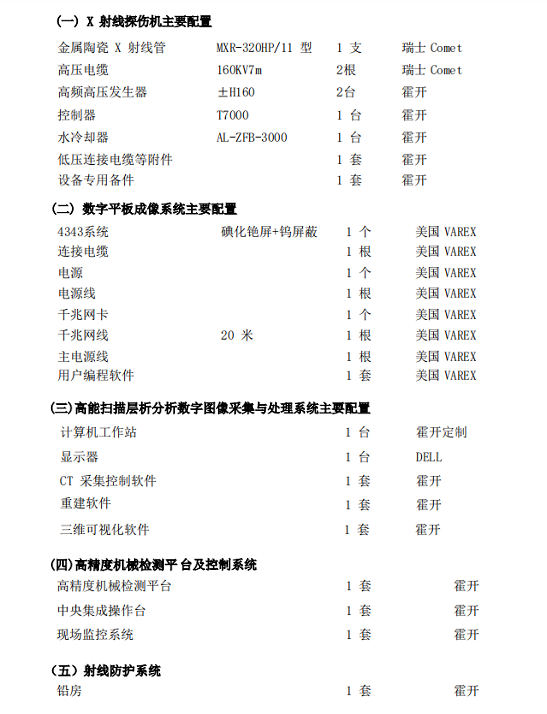 (一) X 射线探伤机主要配置
金属陶瓷 X 射线管 MXR-320HP/11 型 1 支 瑞士 Comet
高压电缆 160KV7m 2根 瑞士 Comet
高频高压发生器 ±H160 2台 霍开
控制器 T7000 1 台 霍开
水冷却器 AL-ZFB-3000 1 台 霍开
低压连接电缆等附件 1 套 霍开
设备专用备件 1 套 霍开
(二) 数字平板成像系统主要配置
4343系统 碘化铯屏+钨屏蔽 1 个 美国 VAREX
连接电缆 1 根 美国 VAREX
电源 1 个 美国 VAREX
电源线 1 根 美国 VAREX
千兆网卡 1 个 美国 VAREX
千兆网线 20 米 1 根 美国 VAREX
主电源线 1 根 美国 VAREX
用户编程软件 1 套 美国 VAREX
(三)高能扫描层析分析数字图像采集与处理系统主要配置
计算机工作站 1 台 霍开定制
显示器 1 台 DELL
CT 采集控制软件 1 套 霍开
重建软件 1 套 霍开
三维可视化软件 1 套 霍开
(四)高精度机械检测平台及控制系统
高精度机械检测平台 1 套 霍开
中央集成操作台 1 套 霍开
现场监控系统 1 套 霍开
（五）射线防护系统
铅房 1 套 霍开